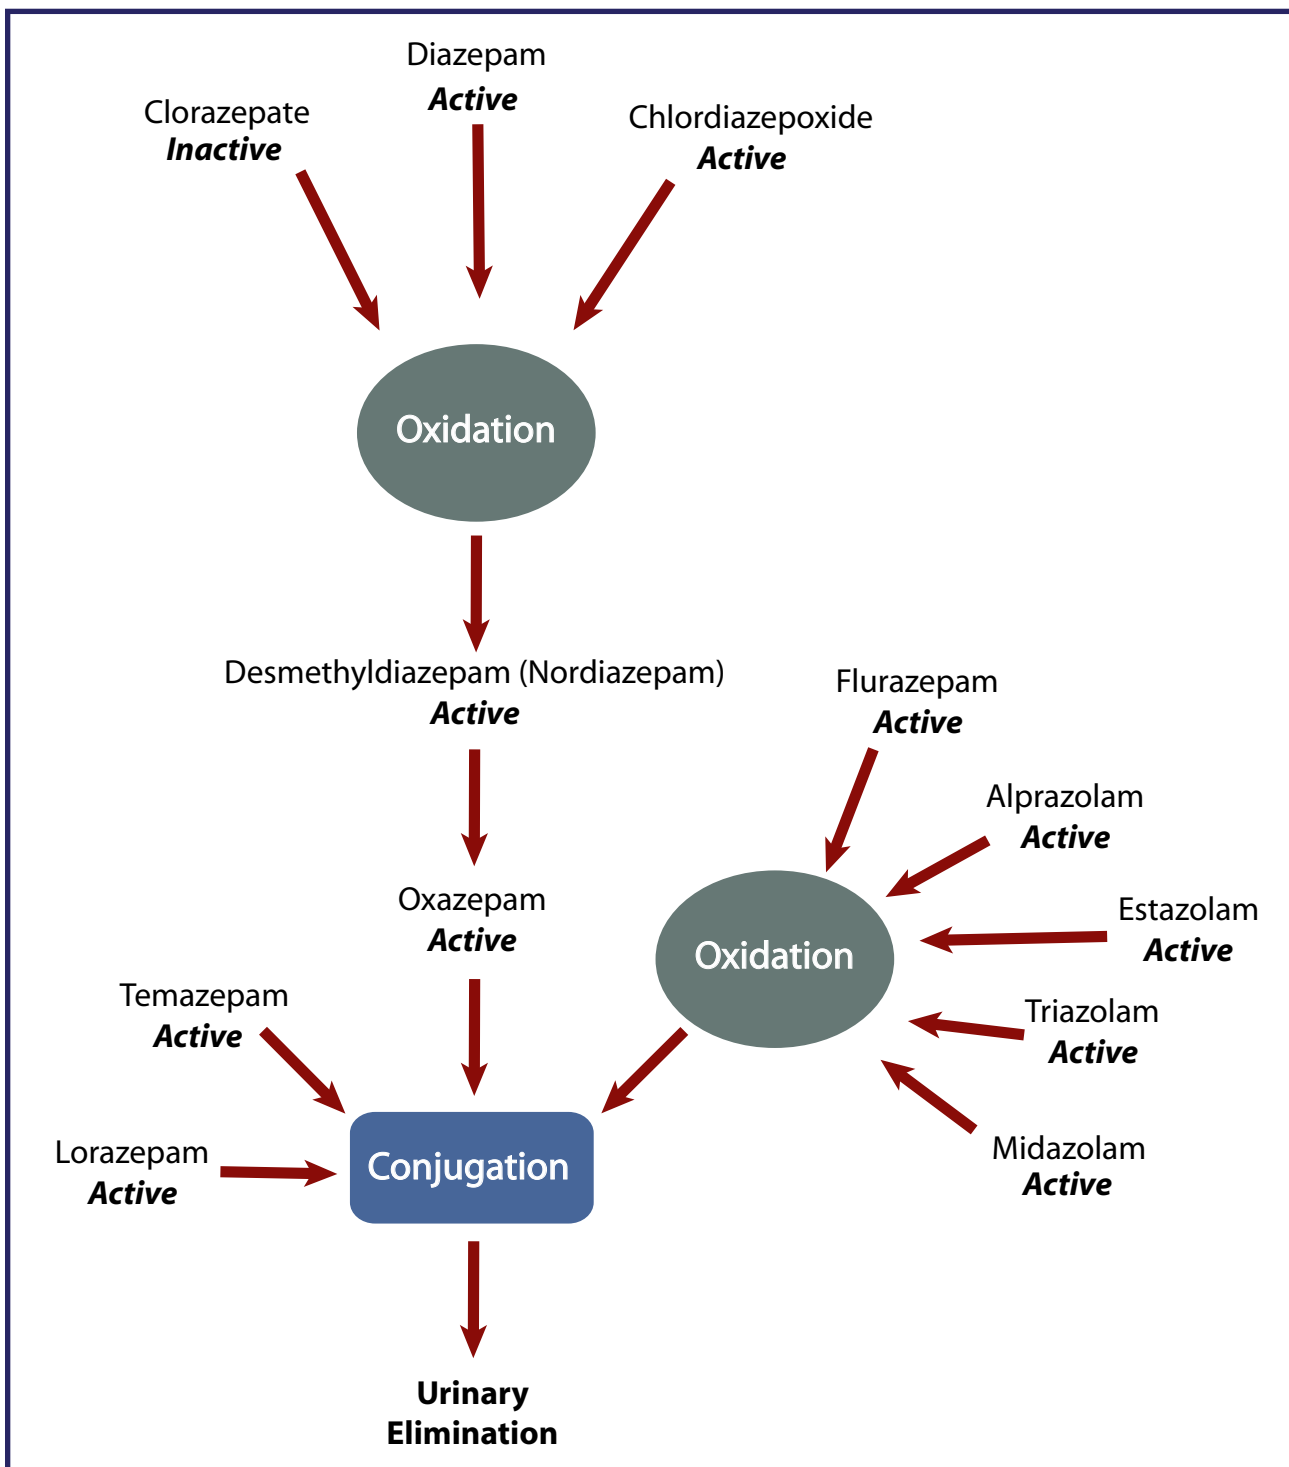 Diazepam
Active
Clorazepate
Inactive
Chlordiazepoxide
Active
Oxidation
Desmethyldiazepam (Nordiazepam)
Active
Flurazepam
Active
Alprazolam
Active
Oxazepam
Active
Estazolam
Active
Oxidation
Temazepam
Active
Triazolam
Active
Lorazepam
Active
Conjugation
Midazolam
Active
Urinary
Elimination